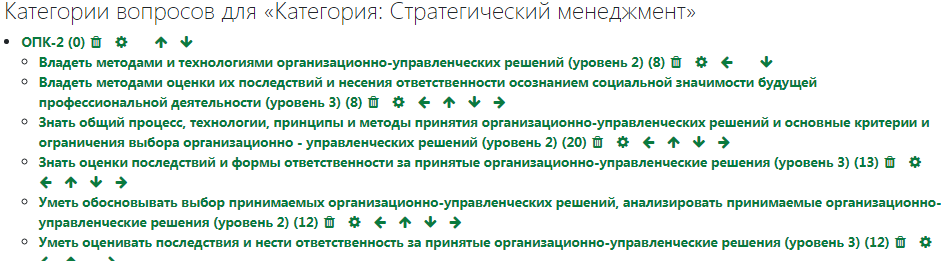 Категории вопросов для «Категория: Стратегический менеджмент»
ОПК-2 (0)
Владеть методами и технологиями организационно-управленческих решений (уровень 2) (8)
Владеть методами оценки их последствий и несения ответственности осознанием социальной значимости будущей
профессиональной деятельности (уровень 3) (8)
Знать общий процесс, технологии, принципы и методы принятия организационно-управленческих решений и основные критерии и
ограничения выбора организационно - управленческих решений (уровень 2) (20)
Знать оценки последствий и формы ответственности за принятые организационно-управленческие решения (уровень 3) (13)
Уметь обосновывать выбор принимаемых организационно-управленческих решений, анализировать принимаемые организационно-
управленческие решения (уровень 2) (12)
Уметь оценивать последствия и нести ответственность за принятые организационно-управленческие решения (уровень 3) (12)